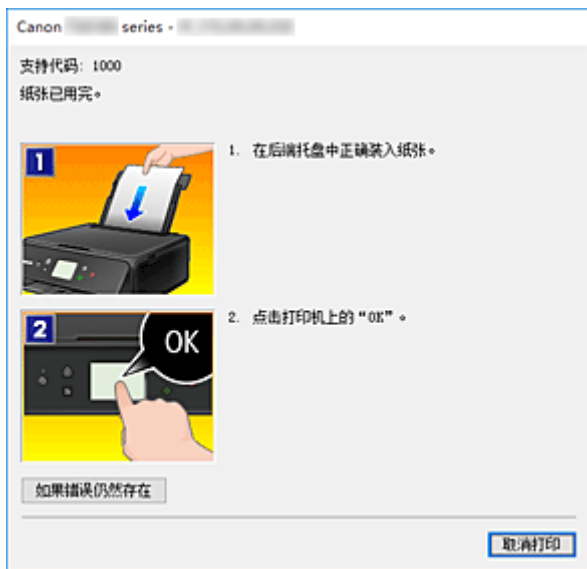 Canon series -
支持代码: 1000
纸张已用完。
1
1. 在后端托盘中正确装入纸张。
2
OK
2. 点击打印机上的“OK”。
如果错误仍然存在
取消打印